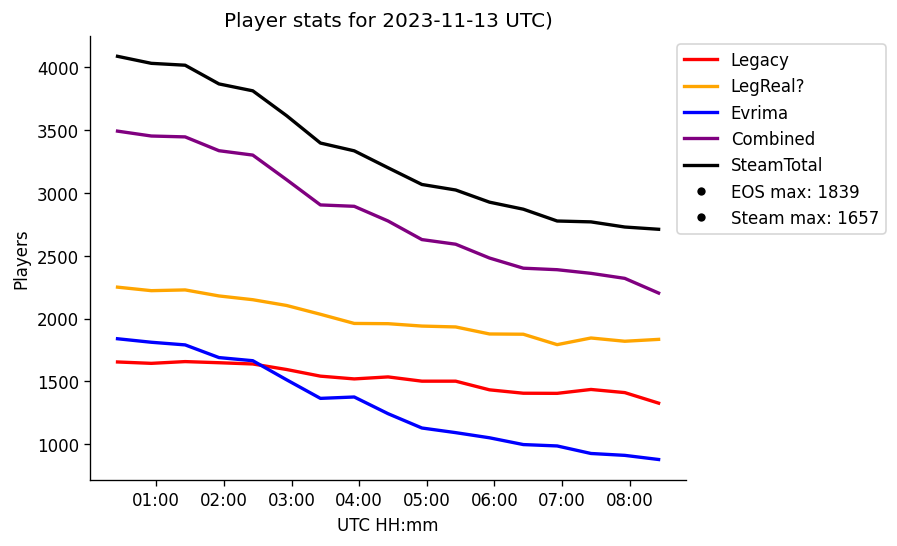 Player stats for 2023-11-13 UTC)
4000
3500
3000
2500
2000
1500
1000
Players
01:00 02:00 03:00 04:00 05:00 06:00 07:00 08:00
UTC HH:mm
Legacy
LegReal?
Evrima
Combined
SteamTotal
EOS max: 1839
Steam max: 1657